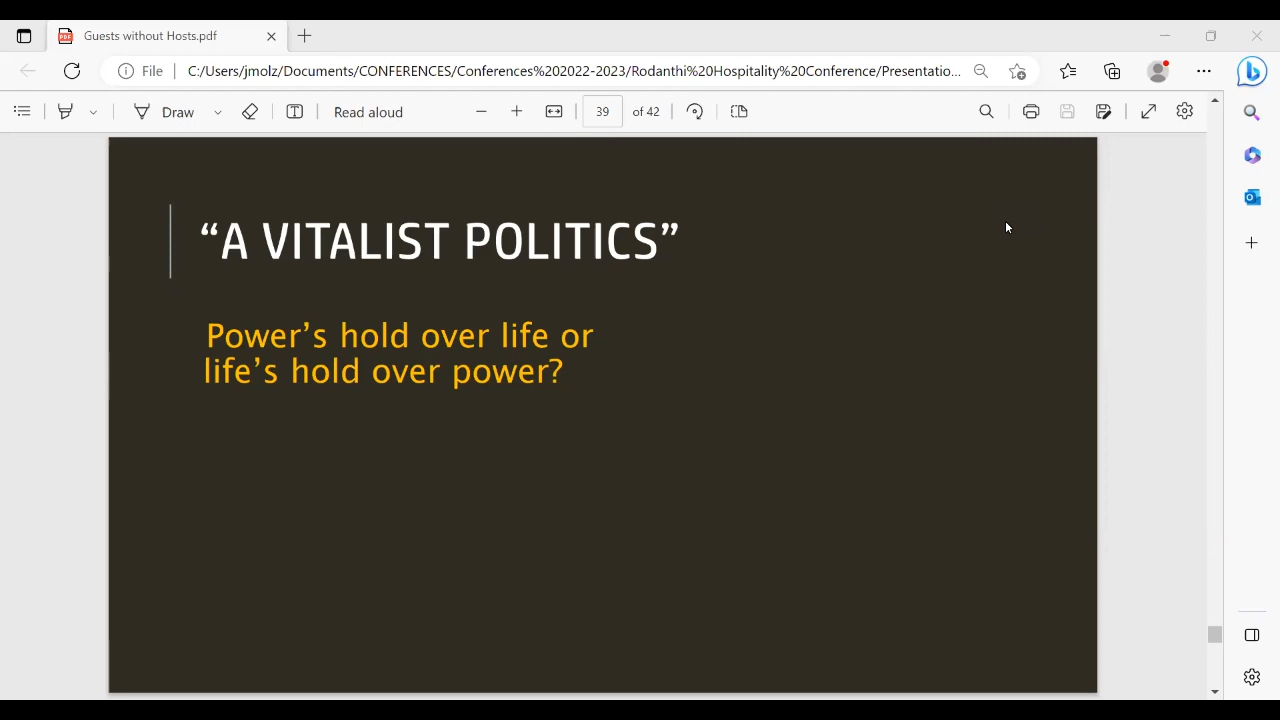 Guests without Hosts.pdf
File
C:/Users/jmolz/Documents/CONFERENCES/Conferences%202022-2023/Rodanthi%20Hospitality%20Conference/Presentatio...
Draw
Read aloud
39
of 42
“A VITALIST POLITICS”
Power’s hold over life or
life’s hold over power?